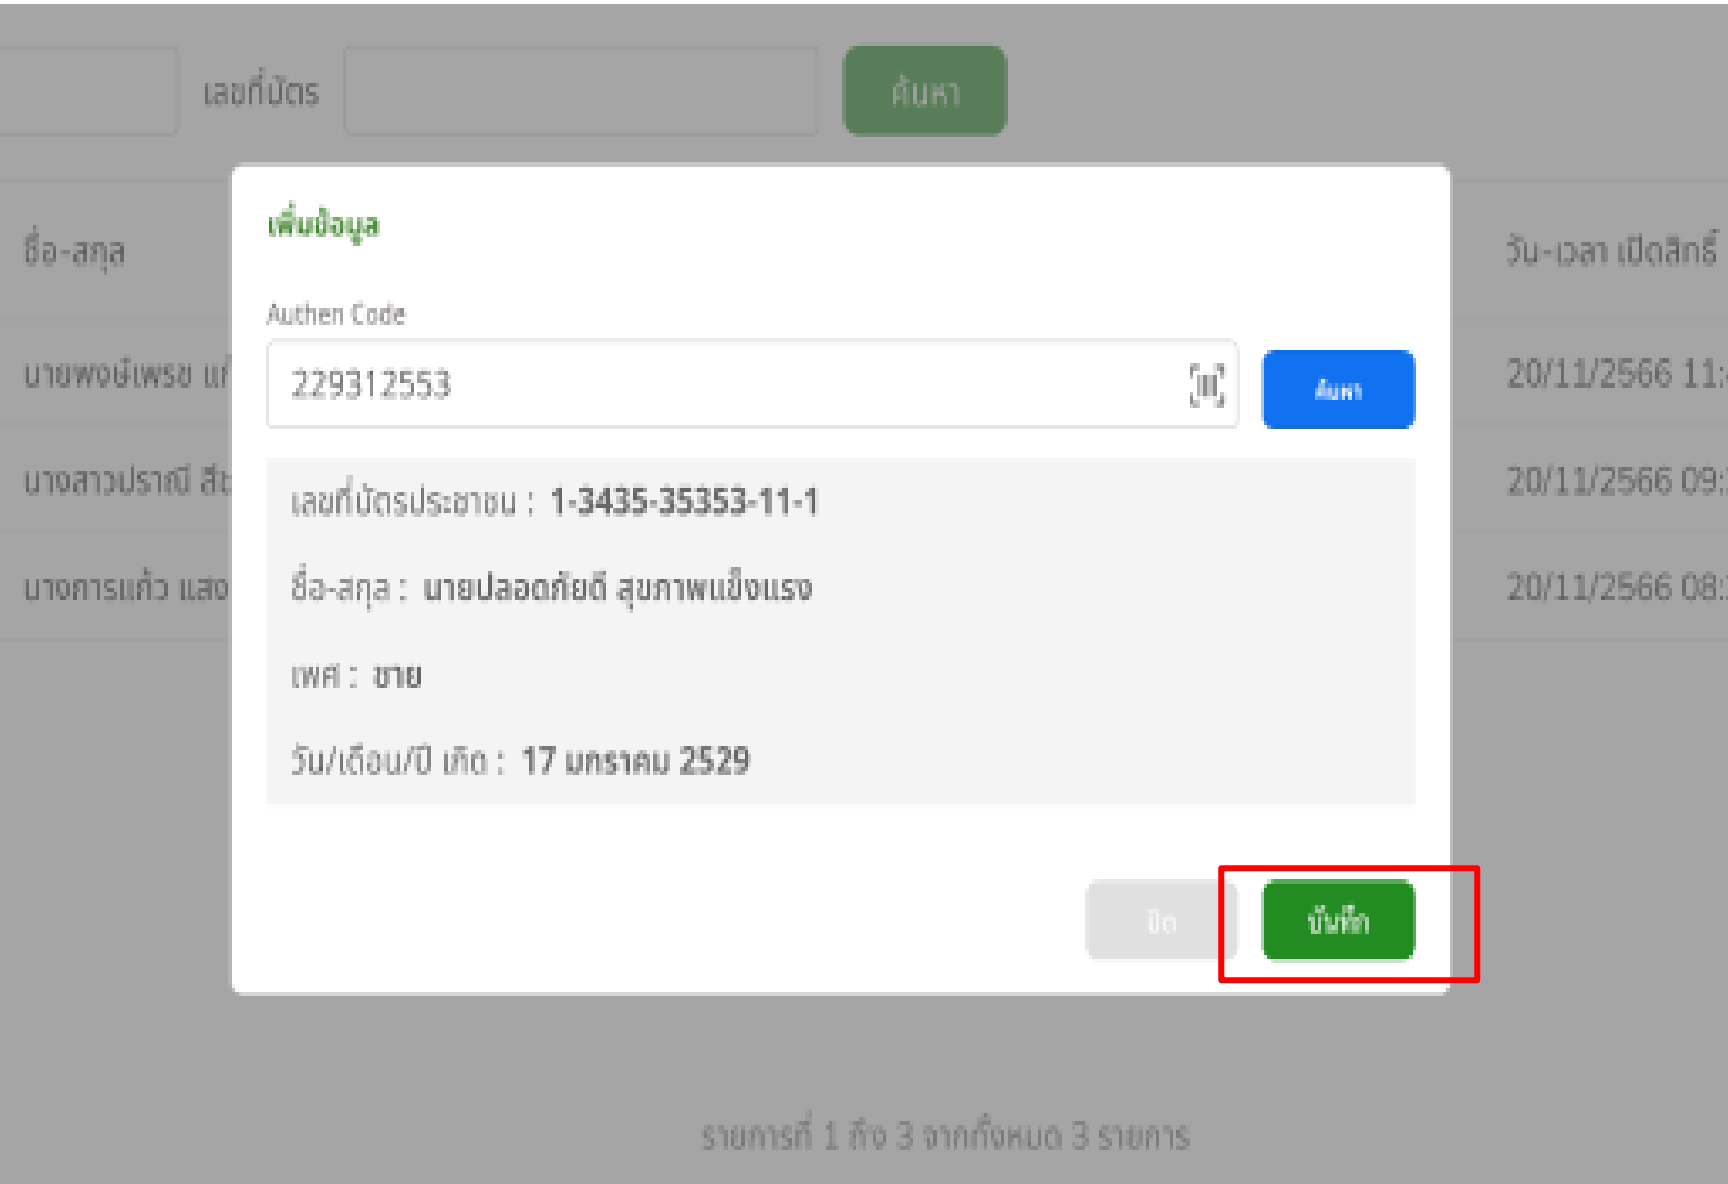 เลขที่บัตร ค้นหา
เพิ่มข้อมูล
ชื่อ-สกุล วัน-เวลา เปิดสิทธิ์
Authen Code
นายพงษ์เพรช 20/11/2566 11:
229312553 ค้นหา
นางสาวปราณี 20/11/2566 09:
เลขที่บัตรประชาชน : 1-3435-35353-11-1
นางการแก้ว แสง 20/11/2566 08:
ชื่อ-สกุล : นายปลอดภัยดี สุขภาพแข็งแรง
เพศ : ชาย
วัน/เดือน/ปี เกิด : 17 มกราคม 2529
ปิด บันทึก
รายการที่ 1 ถึง 3 จากทั้งหมด 3 รายการ